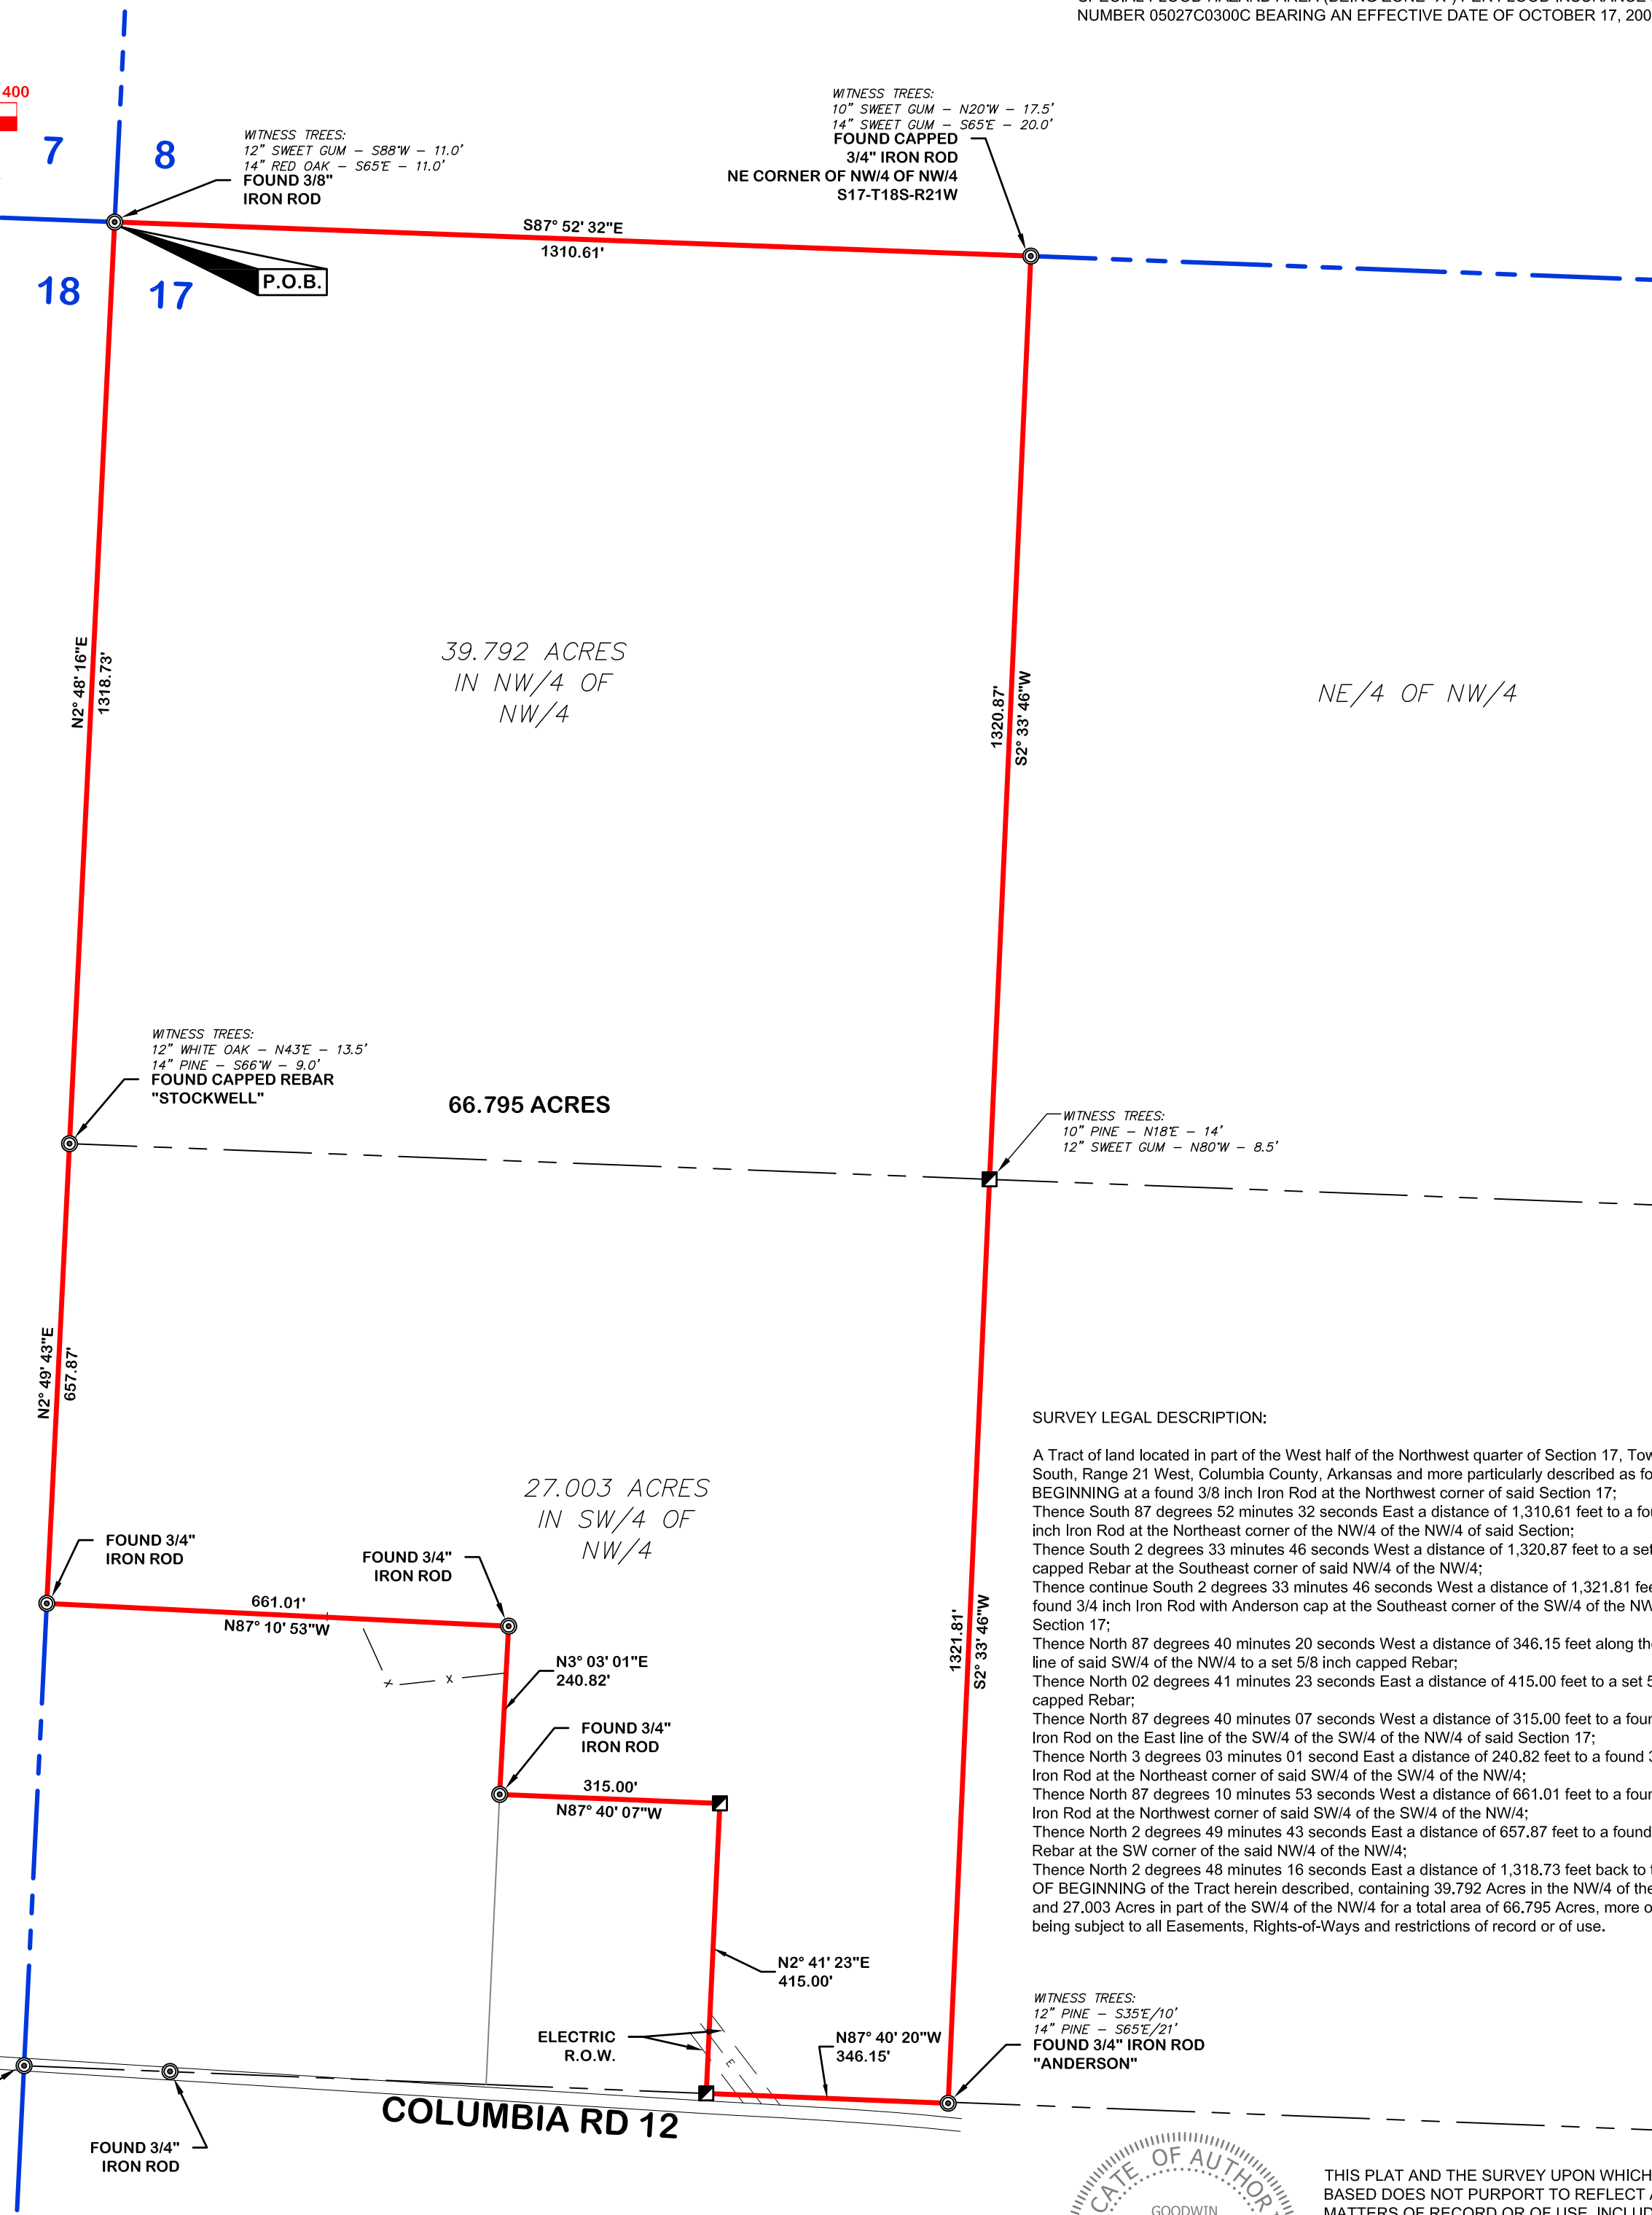 NUMBER 05027C0300C BEARING AN EFFECTIVE DATE OF OCTOBER 17, 200
400
7
8
WITNESS TREES:
12" SWEET GUM – S88°W – 11.0'
14" RED OAK – S65°E – 11.0'
FOUND 3/8"
IRON ROD
WITNESS TREES:
10" SWEET GUM – N20°W – 17.5'
14" SWEET GUM – S65°E – 20.0'
FOUND CAPPED
3/4" IRON ROD
NE CORNER OF NW/4 OF NW/4
S17-T18S-R21W
S87° 52' 32"E
1310.61'
18
17
P.O.B.
N2° 48' 16"E
1318.73'
39.792 ACRES
IN NW/4 OF
NW/4
1320.87'
S2° 33' 46"W
NE/4 OF NW/4
WITNESS TREES:
12" WHITE OAK – N43°E – 13.5'
14" PINE – S66°W – 9.0'
FOUND CAPPED REBAR
"STOCKWELL"
66.795 ACRES
WITNESS TREES:
10" PINE – N18°E – 14'
12" SWEET GUM – N80°W – 8.5'
N2° 49' 43"E
657.87'
27.003 ACRES
IN SW/4 OF
NW/4
FOUND 3/4"
IRON ROD
FOUND 3/4"
IRON ROD
661.01'
N87° 10' 53"W
x
x
N3° 03' 01"E
240.82'
FOUND 3/4"
IRON ROD
315.00'
N87° 40' 07"W
1321.81'
S2° 33' 46"W
SURVEY LEGAL DESCRIPTION:
A Tract of land located in part of the West half of the Northwest quarter of Section 17, Tow
South, Range 21 West, Columbia County, Arkansas and more particularly described as fo
BEGINNING at a found 3/8 inch Iron Rod at the Northwest corner of said Section 17;
Thence South 87 degrees 52 minutes 32 seconds East a distance of 1,310.61 feet to a fou
inch Iron Rod at the Northeast corner of the NW/4 of the NW/4 of said Section;
Thence South 2 degrees 33 minutes 46 seconds West a distance of 1,320.87 feet to a set
capped Rebar at the Southeast corner of said NW/4 of the NW/4;
Thence continue South 2 degrees 33 minutes 46 seconds West a distance of 1,321.81 fee
found 3/4 inch Iron Rod with Anderson cap at the Southeast corner of the SW/4 of the NW
Section 17;
Thence North 87 degrees 40 minutes 20 seconds West a distance of 346.15 feet along the
line of said SW/4 of the NW/4 to a set 5/8 inch capped Rebar;
Thence North 02 degrees 41 minutes 23 seconds East a distance of 415.00 feet to a set 5
capped Rebar;
Thence North 87 degrees 40 minutes 07 seconds West a distance of 315.00 feet to a four
Iron Rod on the East line of the SW/4 of the SW/4 of the NW/4 of said Section 17;
Thence North 3 degrees 03 minutes 01 second East a distance of 240.82 feet to a found 3
Iron Rod at the Northeast corner of said SW/4 of the SW/4 of the NW/4;
Thence North 87 degrees 10 minutes 53 seconds West a distance of 661.01 feet to a four
Iron Rod at the Northwest corner of said SW/4 of the SW/4 of the NW/4;
Thence North 2 degrees 49 minutes 43 seconds East a distance of 657.87 feet to a found
Rebar at the SW corner of the said NW/4 of the NW/4;
Thence North 2 degrees 48 minutes 16 seconds East a distance of 1,318.73 feet back to t
OF BEGINNING of the Tract herein described, containing 39.792 Acres in the NW/4 of the
and 27.003 Acres in part of the SW/4 of the NW/4 for a total area of 66.795 Acres, more o
being subject to all Easements, Rights-of-Ways and restrictions of record or of use.
N2° 41' 23"E
415.00'
ELECTRIC
R.O.W.
E
N87° 40' 20"W
346.15'
WITNESS TREES:
12" PINE – S35°E/10'
14" PINE – S65°E/21'
FOUND 3/4" IRON ROD
"ANDERSON"
COLUMBIA RD 12
FOUND 3/4"
IRON ROD
CATE OF AUTHOR
GOODWIN
THIS PLAT AND THE SURVEY UPON WHICH
BASED DOES NOT PURPORT TO REFLECT A
MATTERS OF RECORD OR OF USE, INCLUD